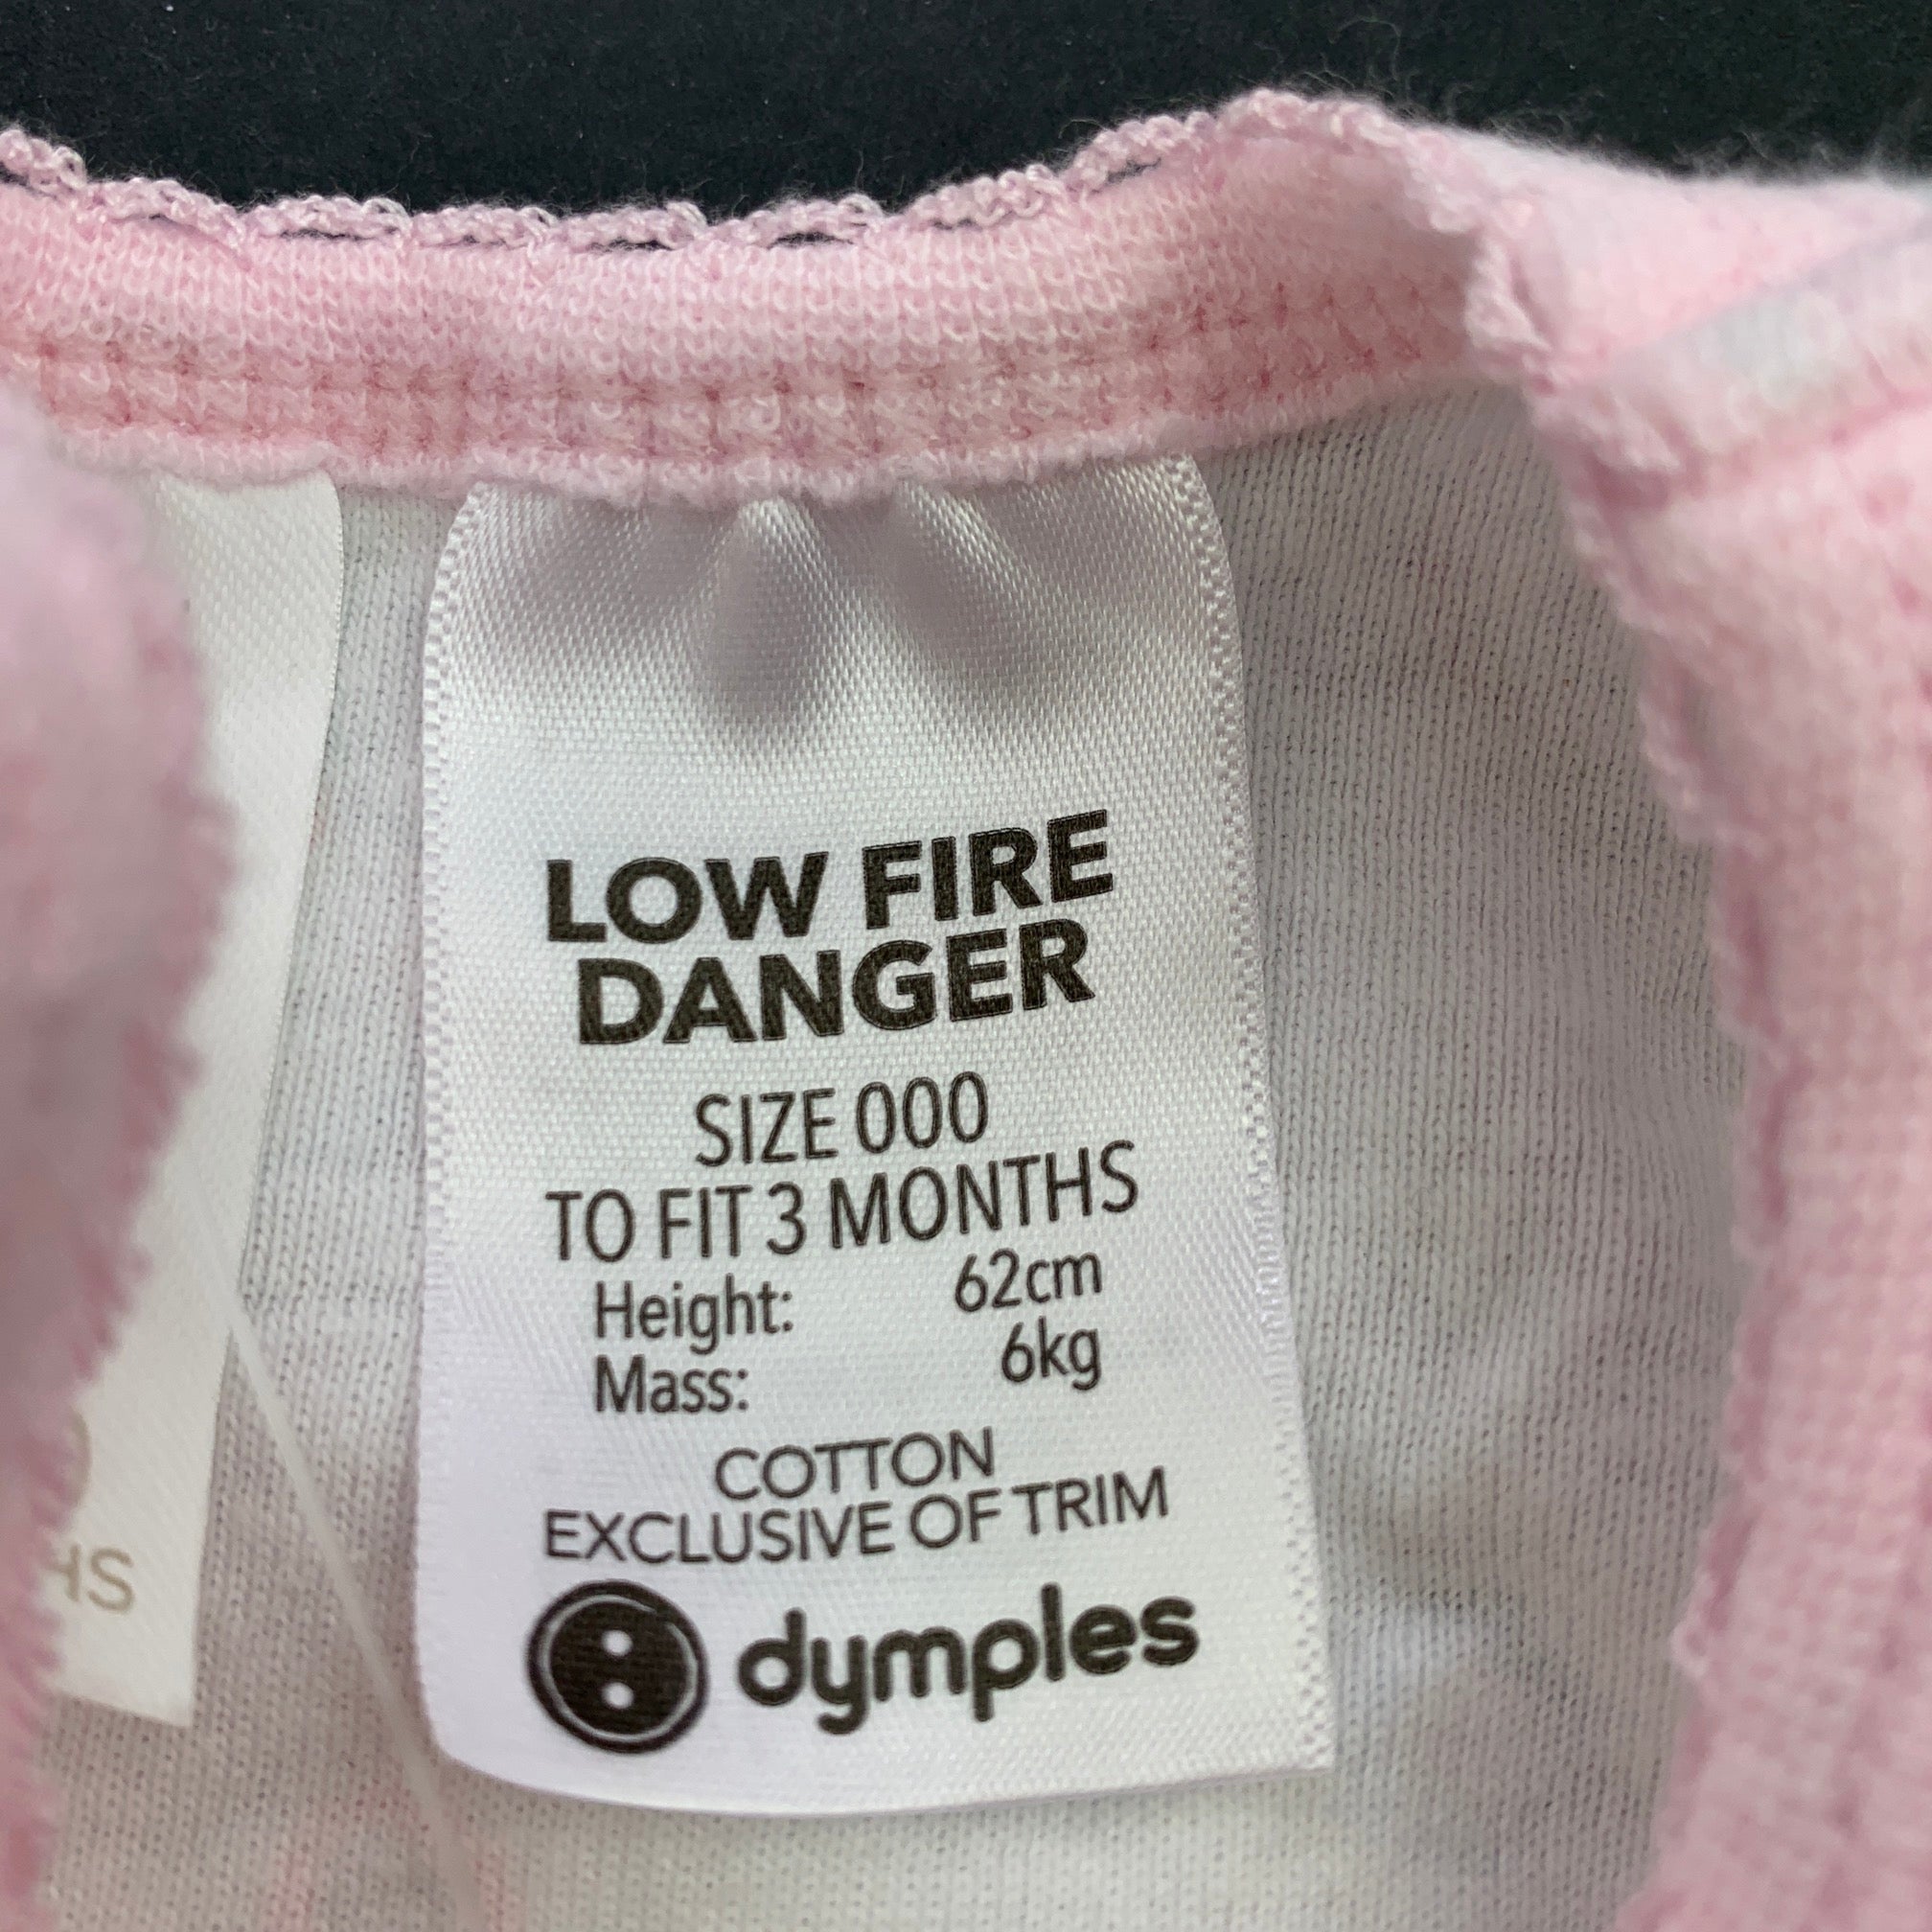 LOW FIRE
DANGER
SIZE 000
TO FIT 3 MONTHS
Height: 62cm
Mass: 6kg
COTTON
EXCLUSIVE OF TRIM
dymples